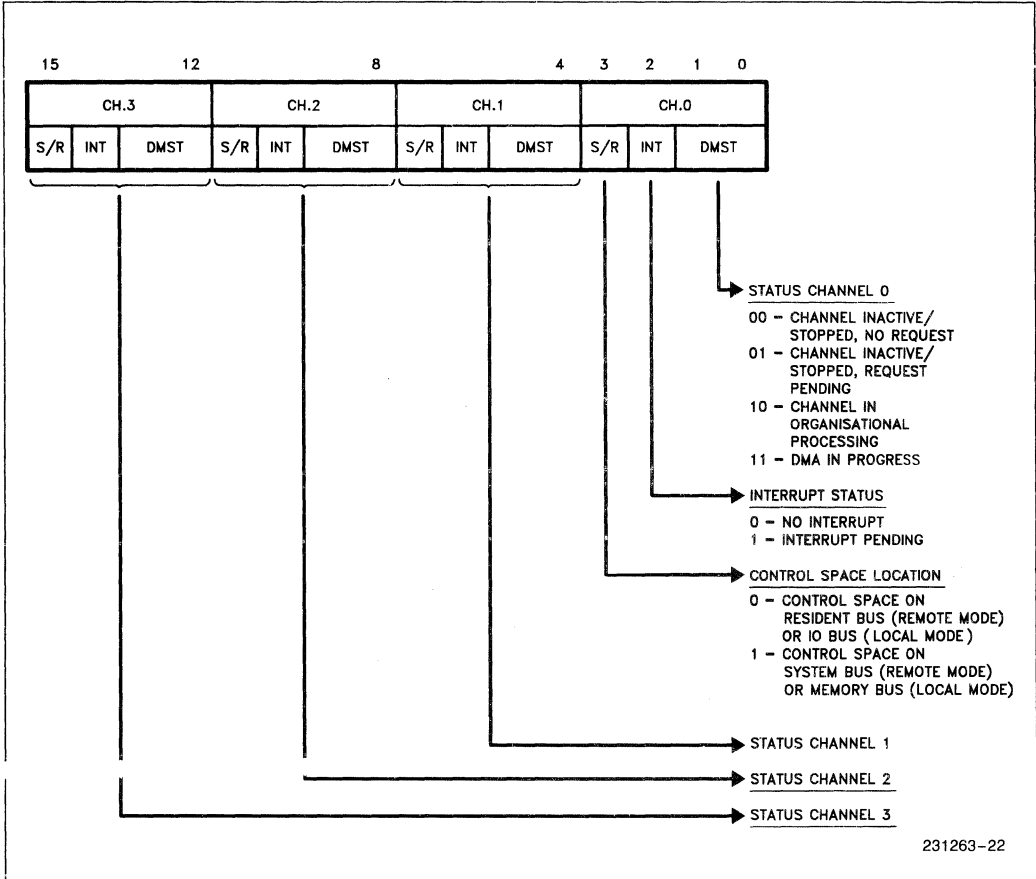 15 12 8 4 3 2 1 0
CH.3 CH.2 CH.1 CH.0
S/R INT DMST S/R INT DMST S/R INT DMST S/R INT DMST
STATUS CHANNEL 0
00 – CHANNEL INACTIVE/
STOPPED, NO REQUEST
01 – CHANNEL INACTIVE/
STOPPED, REQUEST
PENDING
10 – CHANNEL IN
ORGANISATIONAL
PROCESSING
11 – DMA IN PROGRESS
INTERRUPT STATUS
0 – NO INTERRUPT
1 – INTERRUPT PENDING
CONTROL SPACE LOCATION
0 – CONTROL SPACE ON
RESIDENT BUS (REMOTE MODE)
OR IO BUS ( LOCAL MODE )
1 – CONTROL SPACE ON
SYSTEM BUS (REMOTE MODE)
OR MEMORY BUS (LOCAL MODE)
STATUS CHANNEL 1
STATUS CHANNEL 2
STATUS CHANNEL 3
231263–22